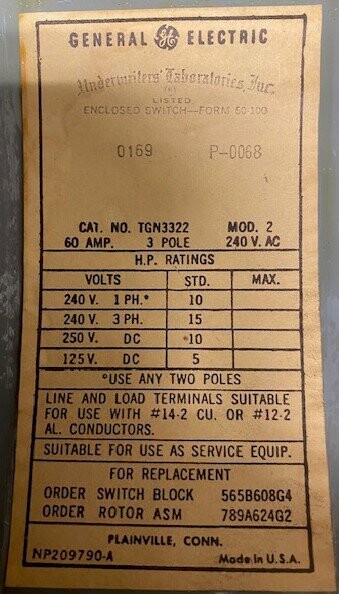 GENERAL GE ELECTRIC
Underwriters' Laboratories, Inc.
LISTED
ENCLOSED SWITCH—FORM 60-100
0169 P-0068
CAT. NO. TGN3322 MOD. 2
60 AMP. 3 POLE 240 V. AC
H.P. RATINGS
VOLTS STD. MAX.
240 V. 1 PH.* 10
240 V. 3 PH. 15
250 V. DC *10
125 V. DC 5
*USE ANY TWO POLES
LINE AND LOAD TERMINALS SUITABLE
FOR USE WITH #14-2 CU. OR #12-2
AL. CONDUCTORS.
SUITABLE FOR USE AS SERVICE EQUIP.
FOR REPLACEMENT
ORDER SWITCH BLOCK 565B608G4
ORDER ROTOR ASM 789A624G2
PLAINVILLE, CONN.
NP209790-A Made in U.S.A.